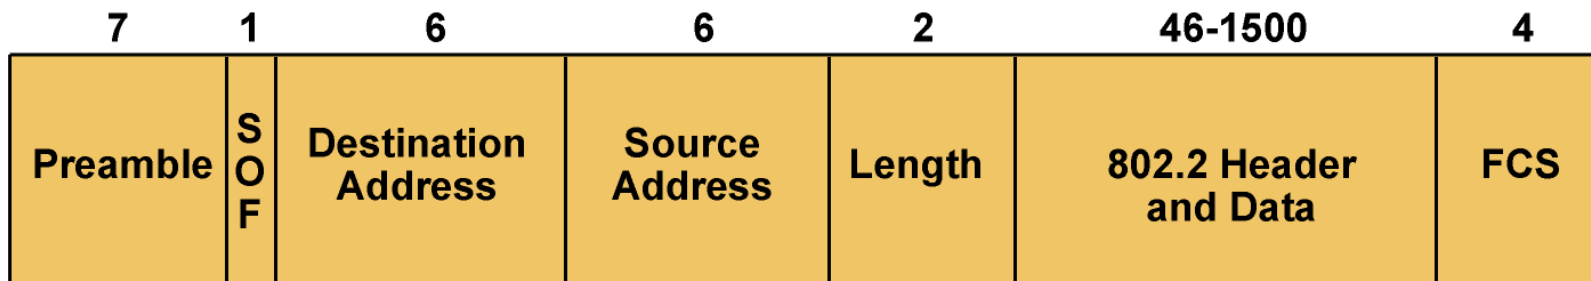 7 1 6 6 2 46-1500 4
Preamble
S
O
F
Destination
Address
Source
Address
Length
802.2 Header
and Data
FCS